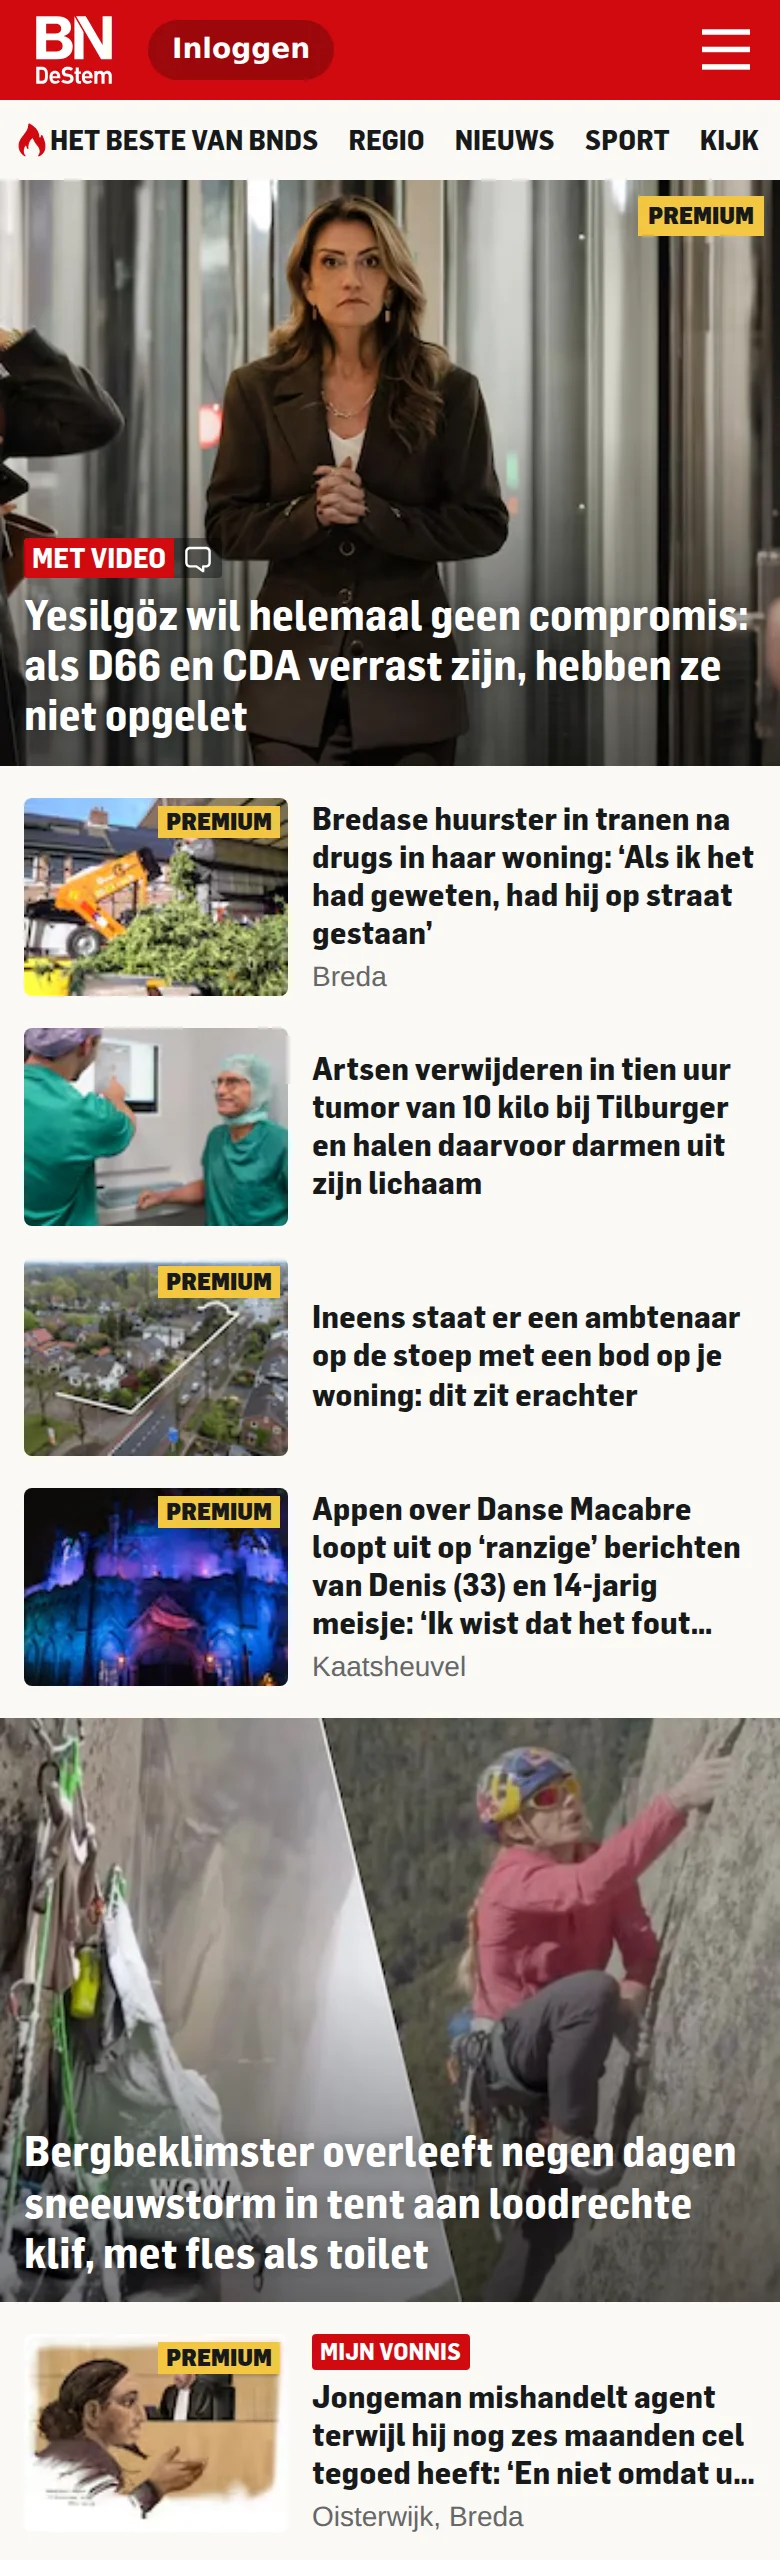 BN
DeStem
Inloggen
HET BESTE VAN BNDS REGIO NIEUWS SPORT KIJK
PREMIUM
MET VIDEO
Yesilgöz wil helemaal geen compromis:
als D66 en CDA verrast zijn, hebben ze
niet opgelet
PREMIUM
Bredase huurster in tranen na
drugs in haar woning: ‘Als ik het
had geweten, had hij op straat
gestaan’
Breda
Artsen verwijderen in tien uur
tumor van 10 kilo bij Tilburger
en halen daarvoor darmen uit
zijn lichaam
PREMIUM
Ineens staat er een ambtenaar
op de stoep met een bod op je
woning: dit zit erachter
PREMIUM
Appen over Danse Macabre
loopt uit op ‘ranzige’ berichten
van Denis (33) en 14-jarig
meisje: ‘Ik wist dat het fout...
Kaatsheuvel
Bergbeklimster overleeft negen dagen
sneeuwstorm in tent aan loodrechte
klif, met fles als toilet
PREMIUM
MIJN VONNIS
Jongeman mishandelt agent
terwijl hij nog zes maanden cel
tegoed heeft: ‘En niet omdat u...
Oisterwijk, Breda